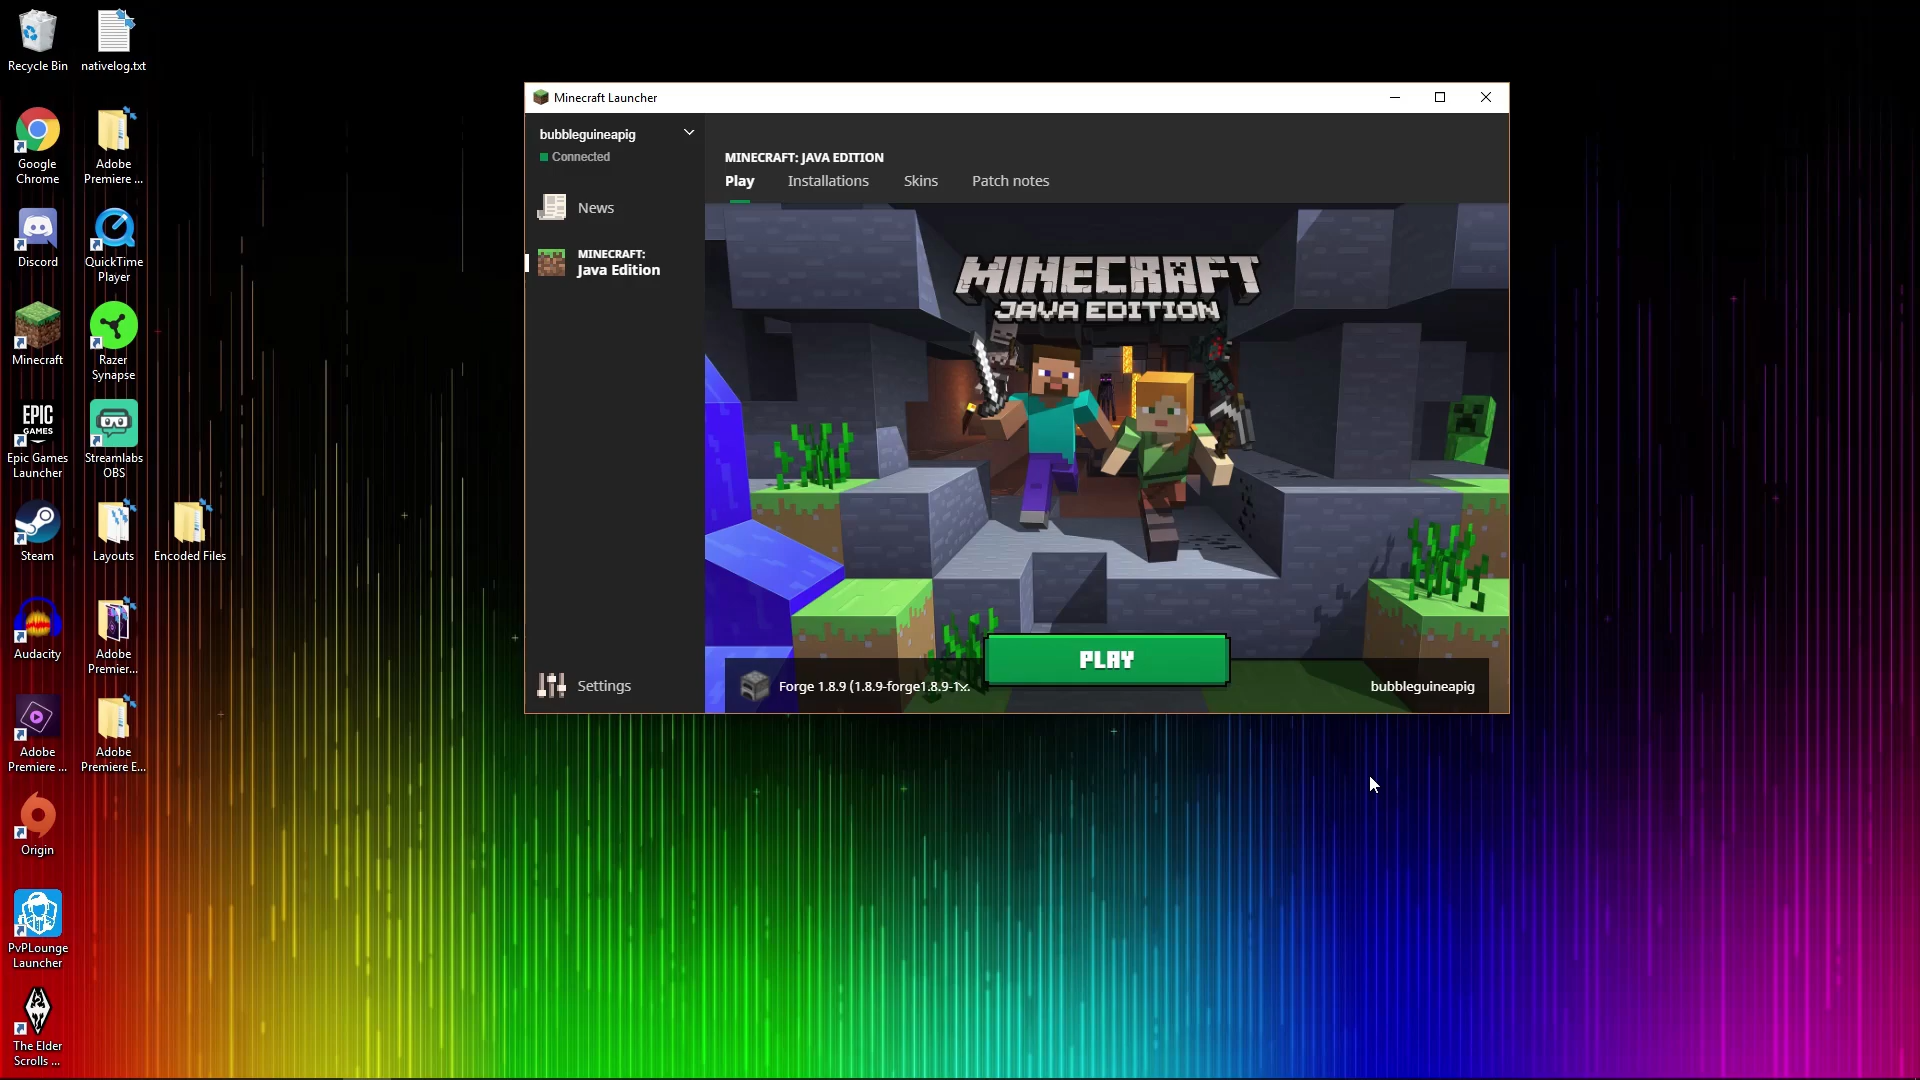 Recycle Bin
nativelog.txt
Google
Chrome
Adobe
Premiere ...
Discord
QuickTime
Player
Minecraft
Razer
Synapse
EPIC
GAMES
Epic Games
Launcher
Streamlabs
OBS
Steam
Layouts
Encoded Files
Audacity
Adobe
Premier...
Adobe
Premiere ...
Adobe
Premiere E...
Origin
PvPLounge
Launcher
The Elder
Scrolls ...
Minecraft Launcher
bubbleguineapig
Connected
News
MINECRAFT:
Java Edition
Settings
MINECRAFT: JAVA EDITION
Play Installations Skins Patch notes
MINECRAFT
JAVA EDITION
PLAY
Forge 1.8.9 (1.8.9-forge1.8.9-1...
bubbleguineapig